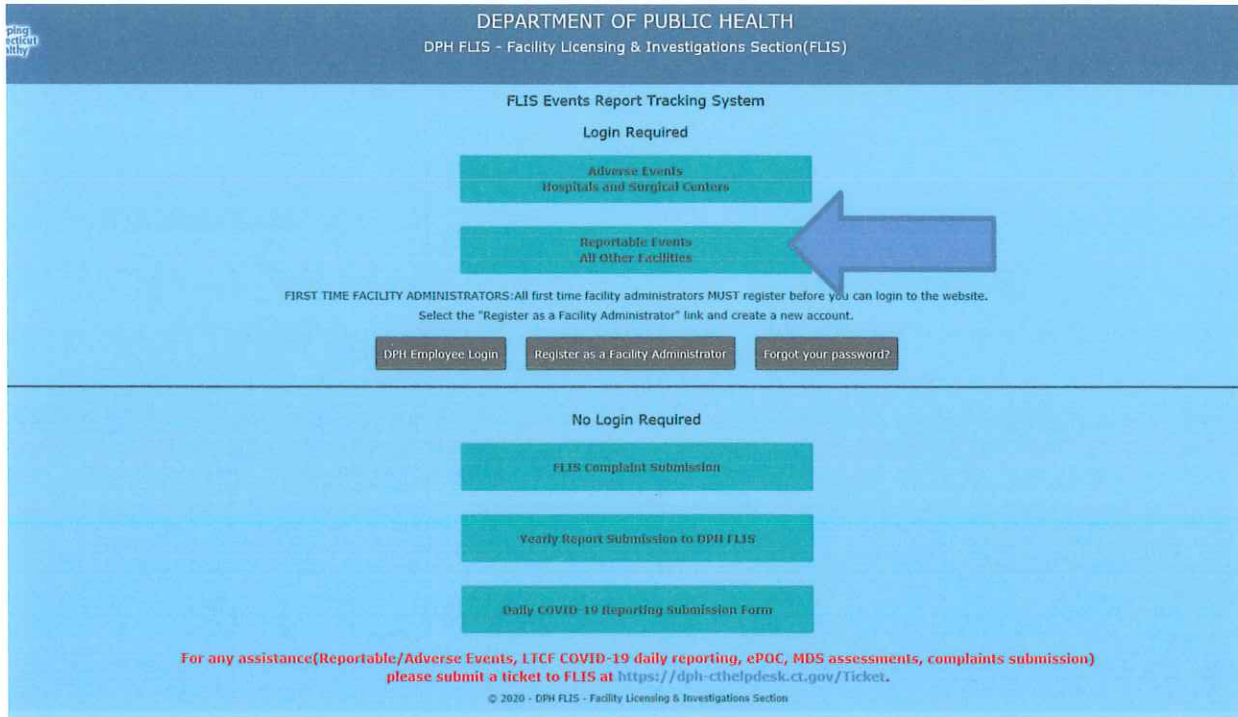 DEPARTMENT OF PUBLIC HEALTH
DPH FLIS - Facility Licensing & Investigations Section(FLIS)
FLIS Events Report Tracking System
Login Required
Adverse Events
Hospitals and Surgical Centers
Reportable Events
All Other Facilities
FIRST TIME FACILITY ADMINISTRATORS:All first time facility administrators MUST register before you can login to the website.
Select the "Register as a Facility Administrator" link and create a new account.
DPH Employee Login Register as a Facility Administrator Forgot your password?
No Login Required
FLIS Complaint Submission
Yearly Report Submission to DPH FLIS
Daily COVID-19 Reporting Submission Form
For any assistance(Reportable/Adverse Events, LTCF COVID-19 daily reporting, ePOC, MDS assessments, complaints submission)
please submit a ticket to FLIS at https://dph-cthelpdesk.ct.gov/Ticket.
© 2020 - DPH FLIS - Facility Licensing & Investigations Section